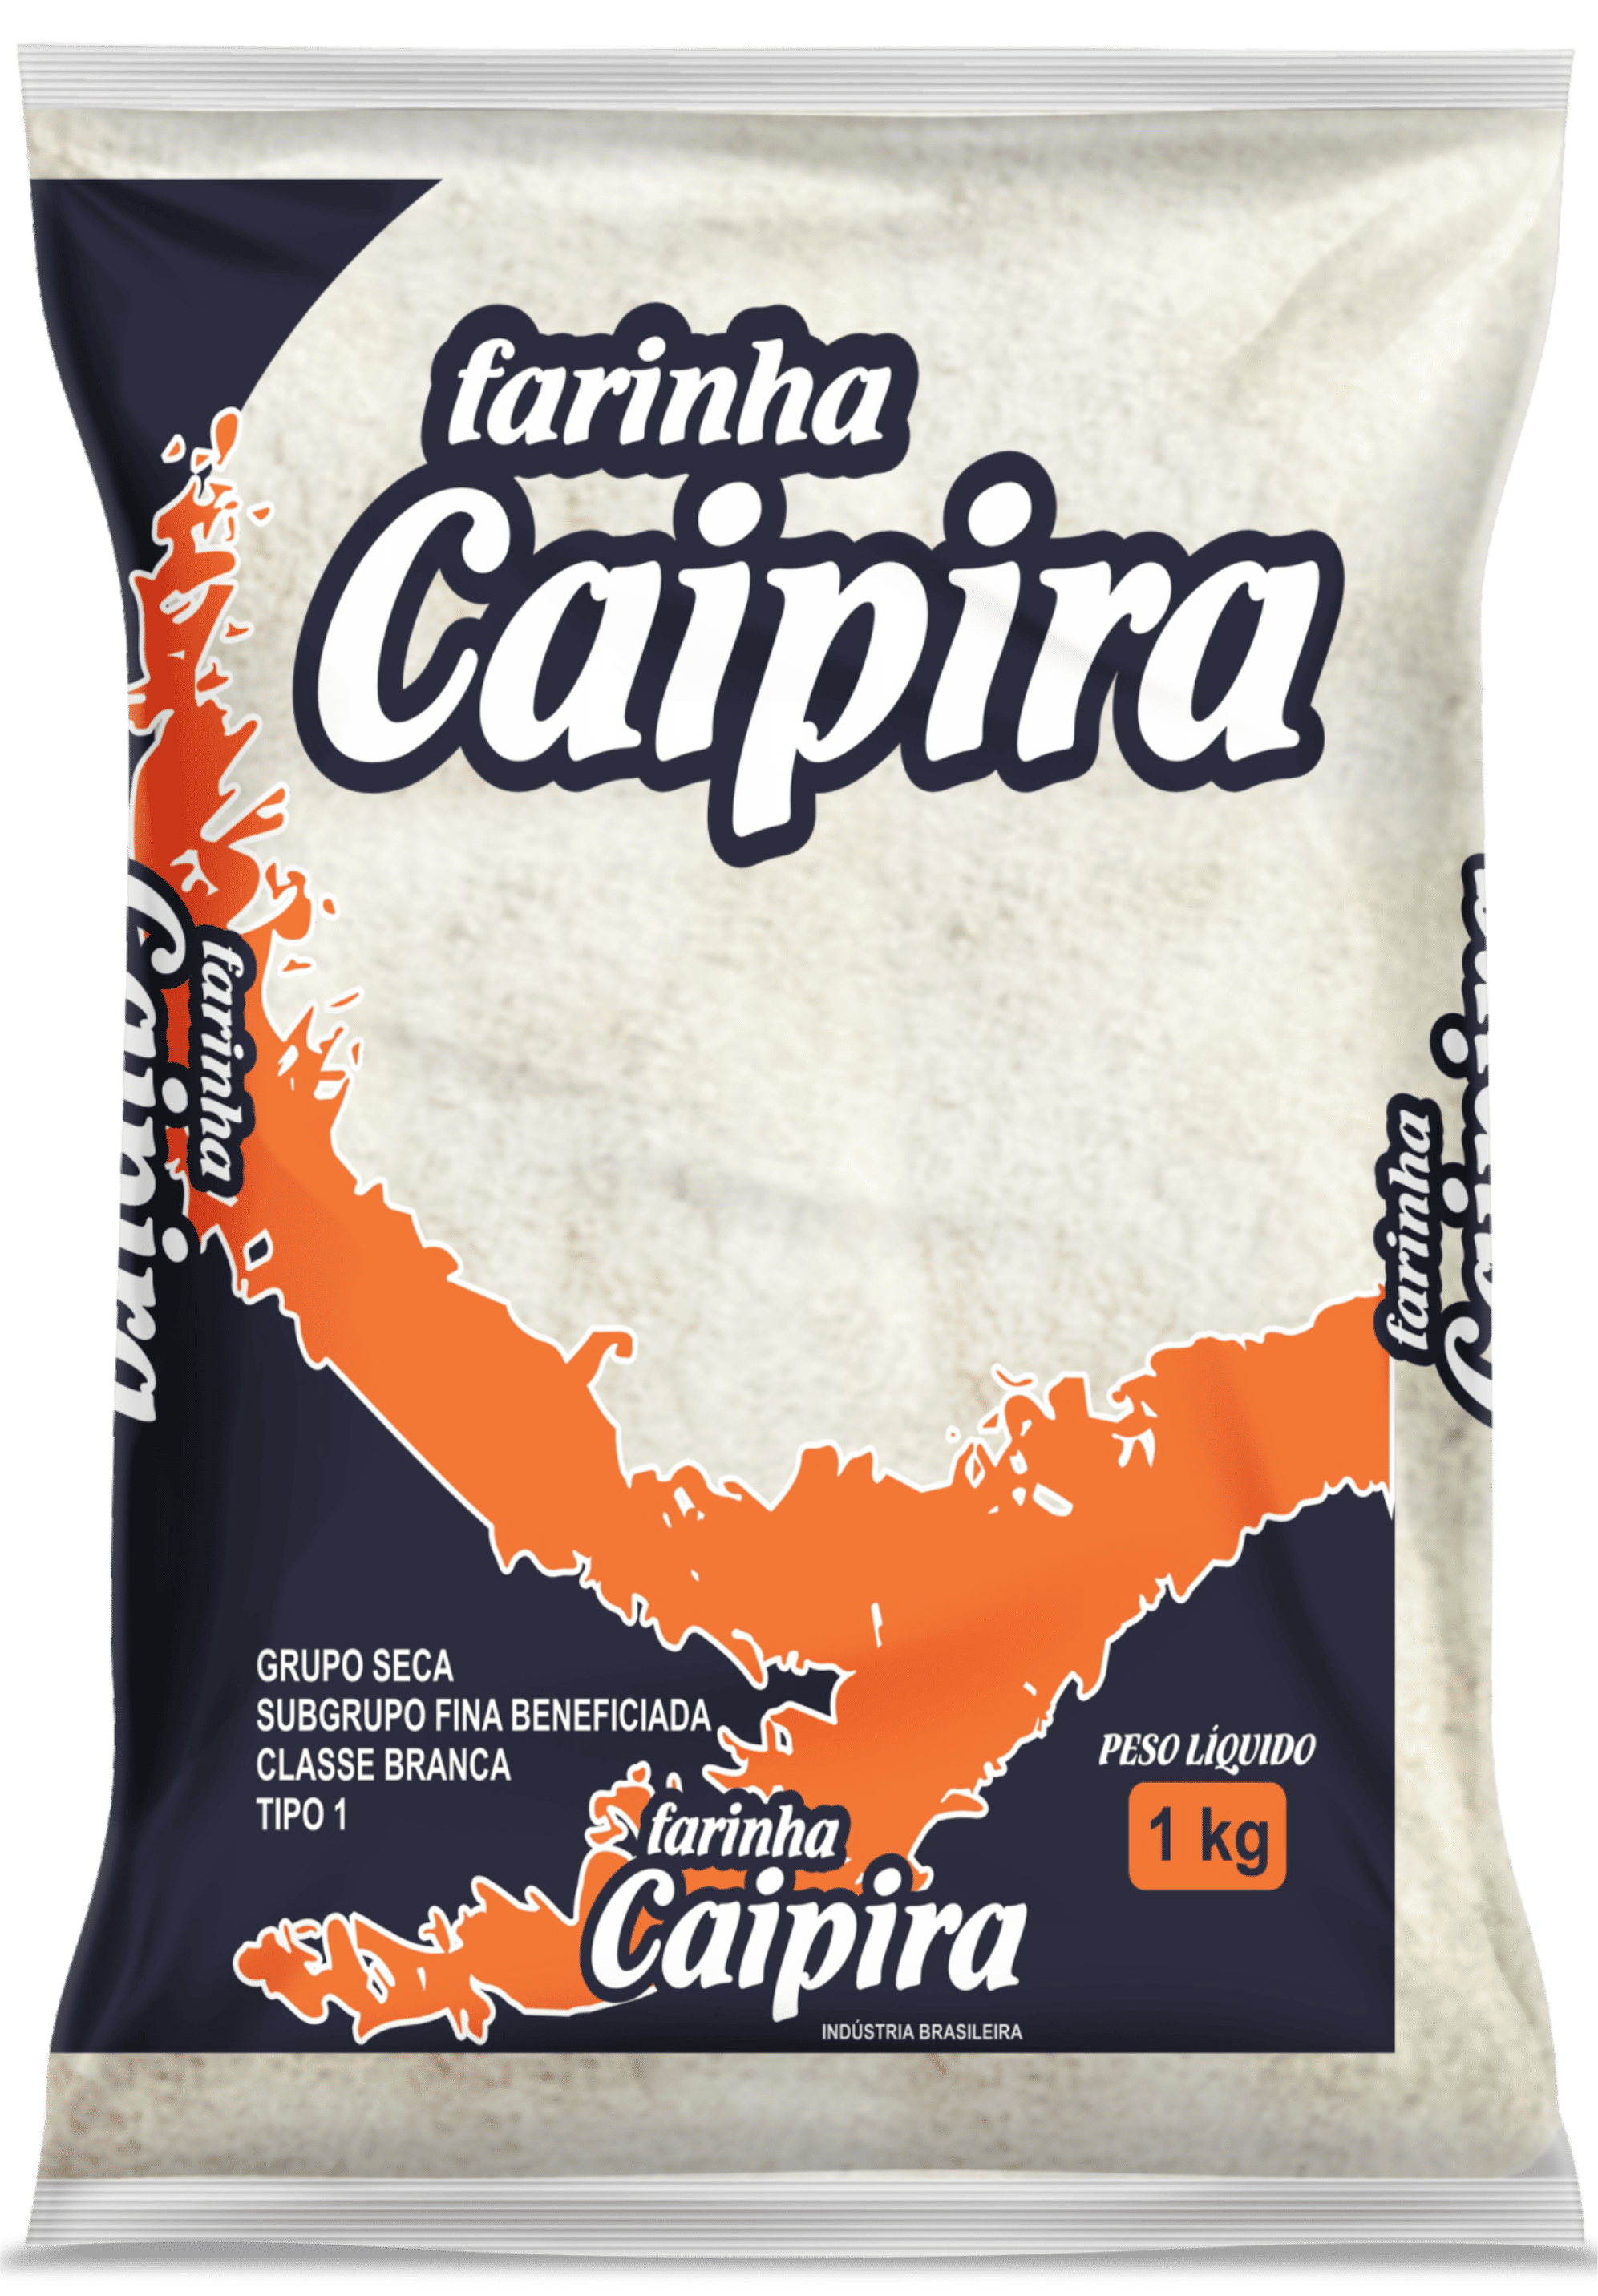 farinha
Caipira
farinha
Caipira
farinha
Caipira
GRUPO SECA
SUBGRUPO FINA BENEFICIADA
CLASSE BRANCA
TIPO 1
PESO LÍQUIDO
1 kg
farinha
Caipira
INDÚSTRIA BRASILEIRA